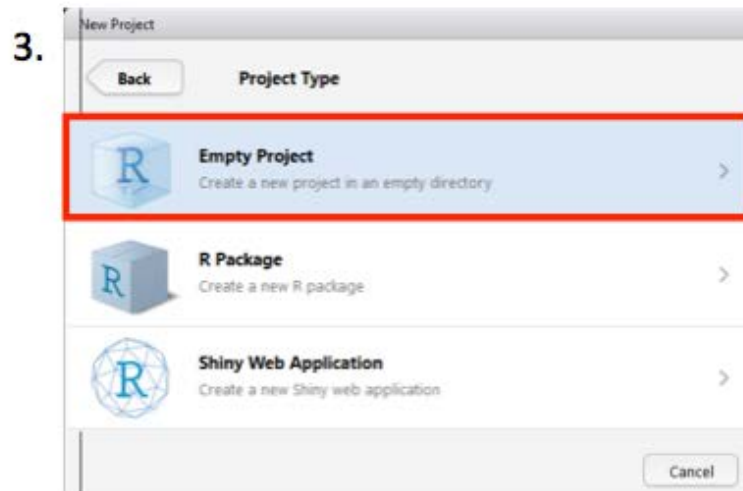 New Project
3.
Back
Project Type
R
Empty Project
Create a new project in an empty directory
R
R Package
Create a new R package
R
Shiny Web Application
Create a new Shiny web application
Cancel